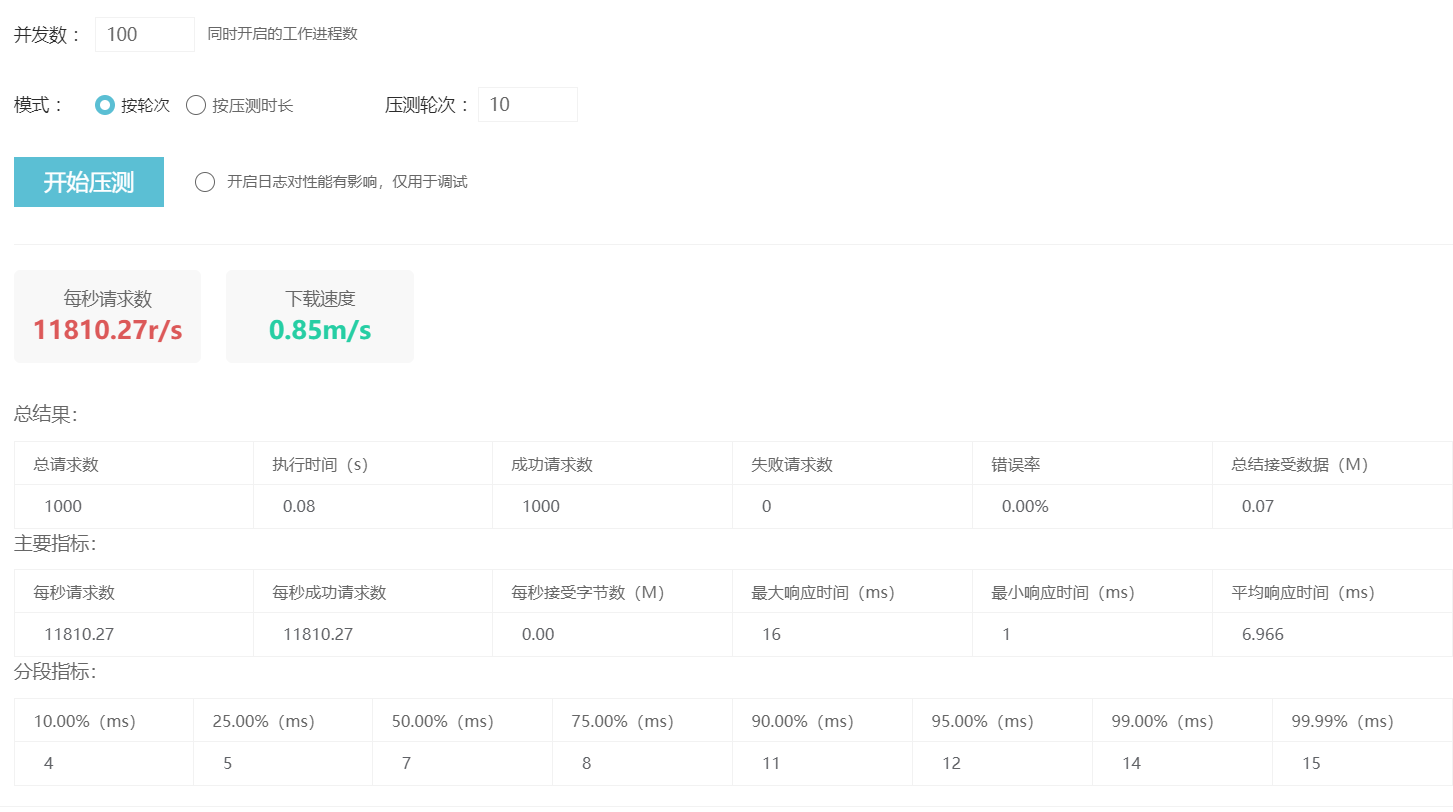 并发数： 100 同时开启的工作进程数
模式： 按轮次 按压测时长 压测轮次： 10
开始压测 开启日志对性能有影响，仅用于调试
每秒请求数 下载速度
11810.27r/s 0.85m/s
总结果：
总请求数 执行时间（s） 成功请求数 失败请求数 错误率 总结接受数据（M）
1000 0.08 1000 0 0.00% 0.07
主要指标：
每秒请求数 每秒成功请求数 每秒接受字节数（M） 最大响应时间（ms） 最小响应时间（ms） 平均响应时间（ms）
11810.27 11810.27 0.00 16 1 6.966
分段指标：
10.00%（ms） 25.00%（ms） 50.00%（ms） 75.00%（ms） 90.00%（ms） 95.00%（ms） 99.00%（ms） 99.99%（ms）
4 5 7 8 11 12 14 15